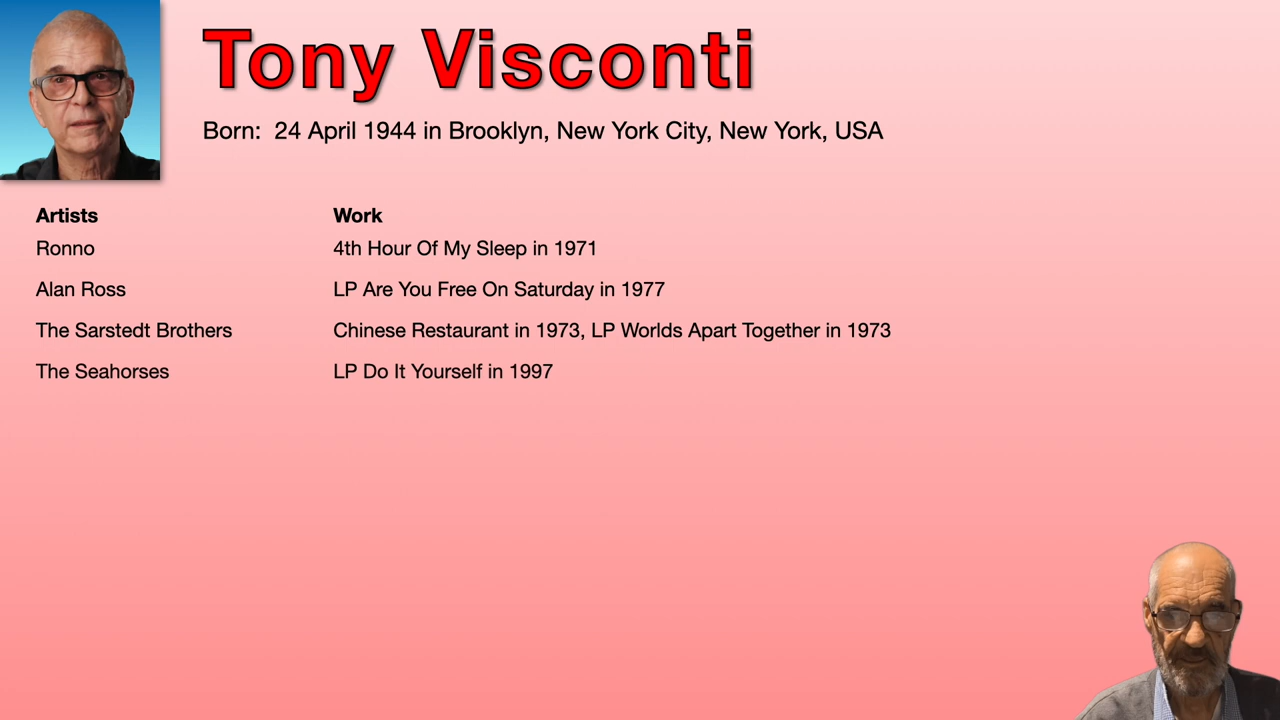 Tony Visconti
Born: 24 April 1944 in Brooklyn, New York City, New York, USA
Artists Work
Ronno 4th Hour Of My Sleep in 1971
Alan Ross LP Are You Free On Saturday in 1977
The Sarstedt Brothers Chinese Restaurant in 1973, LP Worlds Apart Together in 1973
The Seahorses LP Do It Yourself in 1997